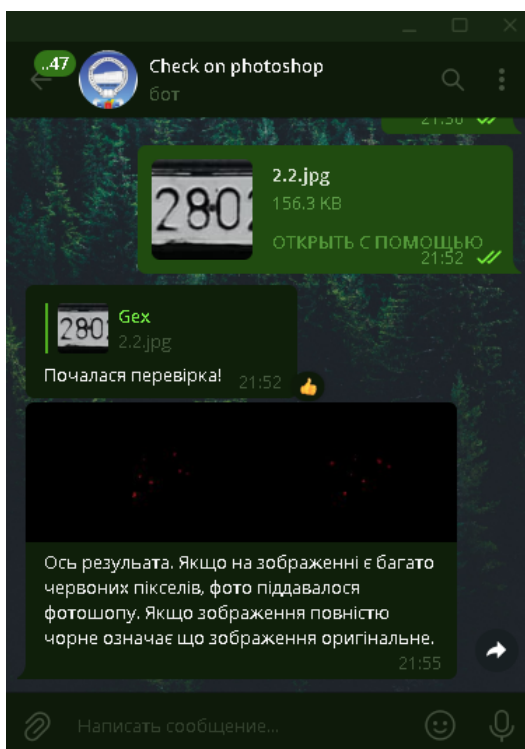 ..47
Check on photoshop
бот
21:50
2802
2.2.jpg
156.3 KB
ОТКРЫТЬ С ПОМОЩЬЮ
21:52
280
Gex
2.2.jpg
Почалася перевірка!
21:52
Ось резульата. Якщо на зображенні є багато
червоних пікселів, фото піддавалося
фотошопу. Якщо зображення повністю
чорне означає що зображення оригінальне.
21:55
Написать сообщение...